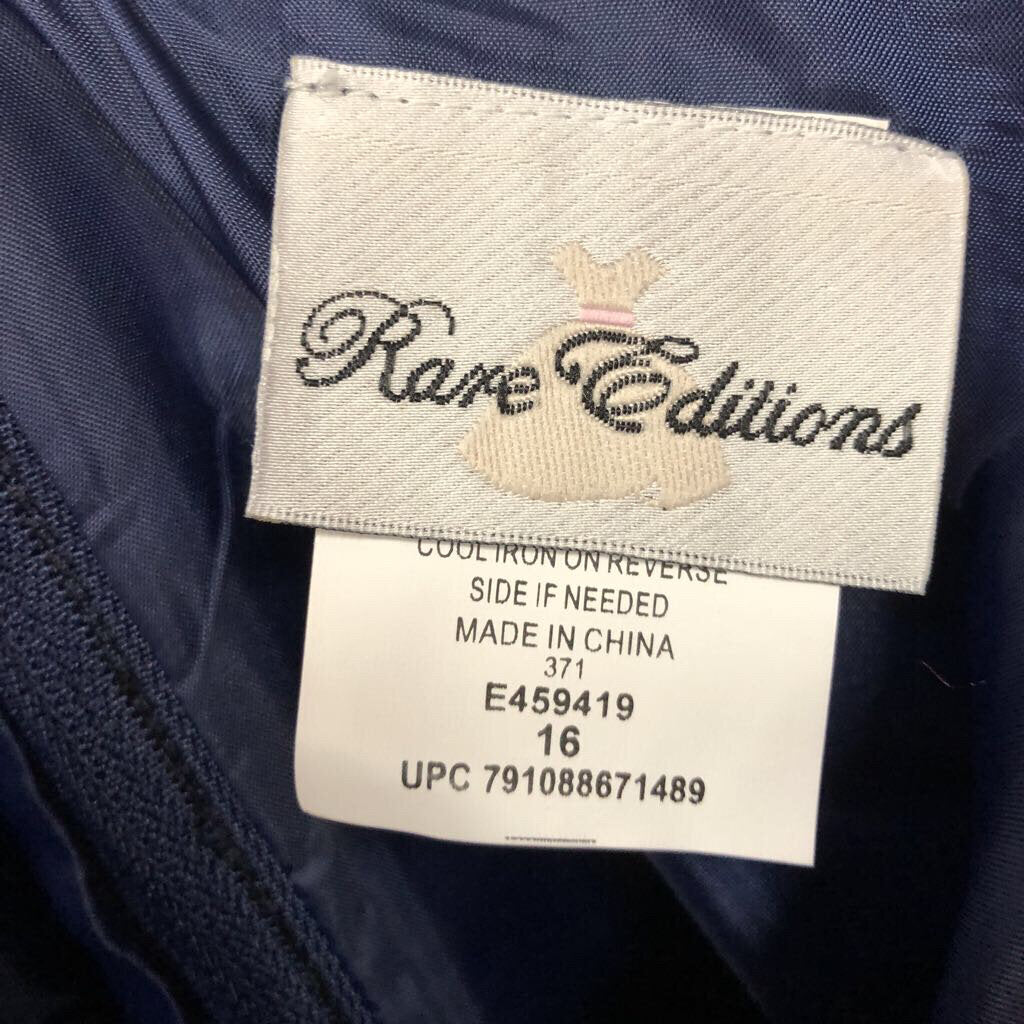 Rare Editions
COOL IRON ON REVERSE
SIDE IF NEEDED
MADE IN CHINA
371
E459419
16
UPC 791088671489